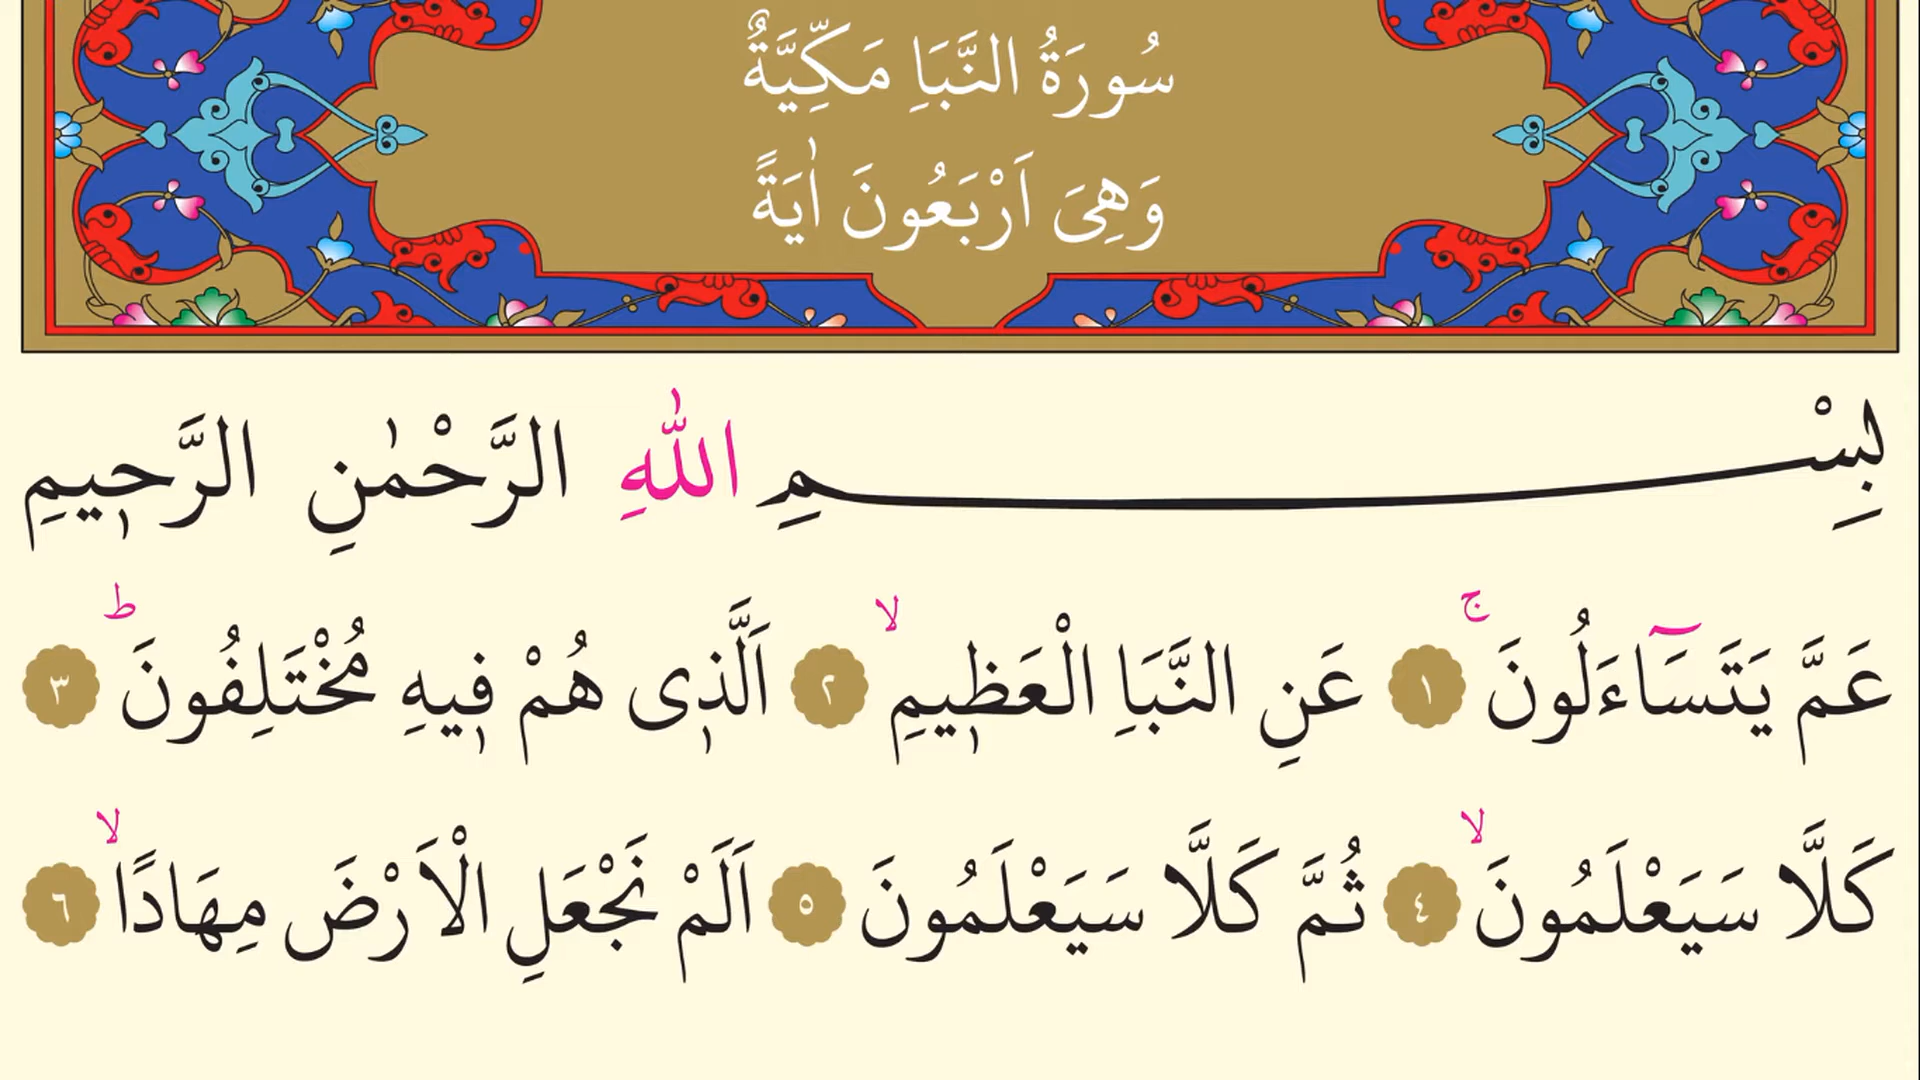 سُورَةُ النَّبَاِ مَكِّيَّةٌ
وَهِىَ اَرْبَعُونَ اٰيَةً
بِسْمِ اللّٰهِ الرَّحْمٰنِ الرَّحٖيمِ
عَمَّ يَتَسَٓاءَلُونَۚ ١ عَنِ النَّبَاِ الْعَظٖيمِۙ ٢ اَلَّذٖى هُمْ فٖيهِ مُخْتَلِفُونَؕ ٣
كَلَّا سَيَعْلَمُونَۙ ٤ ثُمَّ كَلَّا سَيَعْلَمُونَ ٥ اَلَمْ نَجْعَلِ الْاَرْضَ مِهَادًاۙ ٦